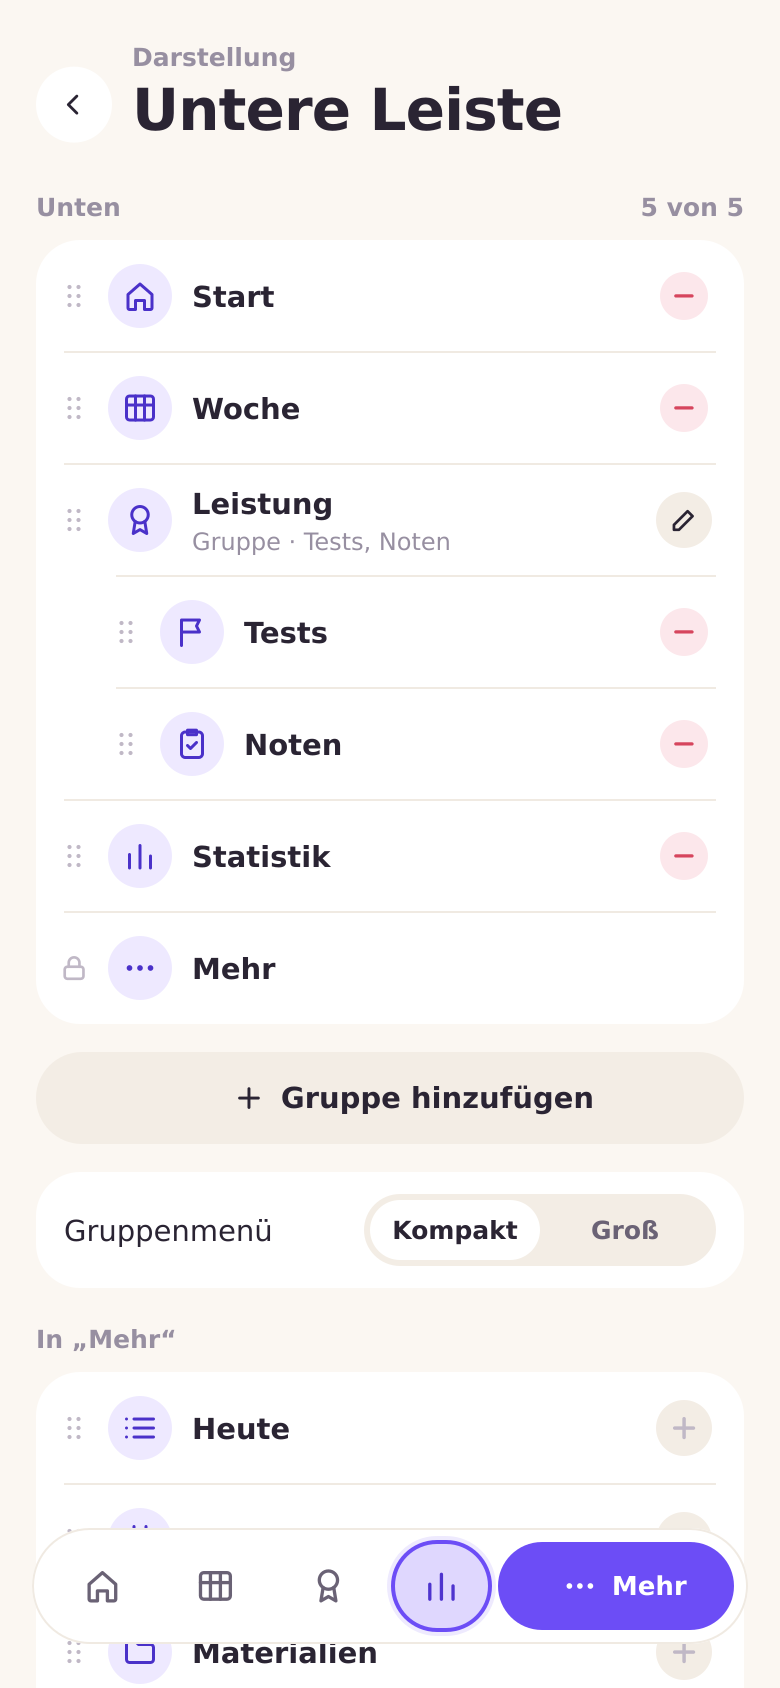 Darstellung
Untere Leiste
Unten
5 von 5
Start
Woche
Leistung
Gruppe · Tests, Noten
Tests
Noten
Statistik
Mehr
Gruppe hinzufügen
Gruppenmenü
Kompakt
Groß
In „Mehr“
Heute
Mehr
Materialien